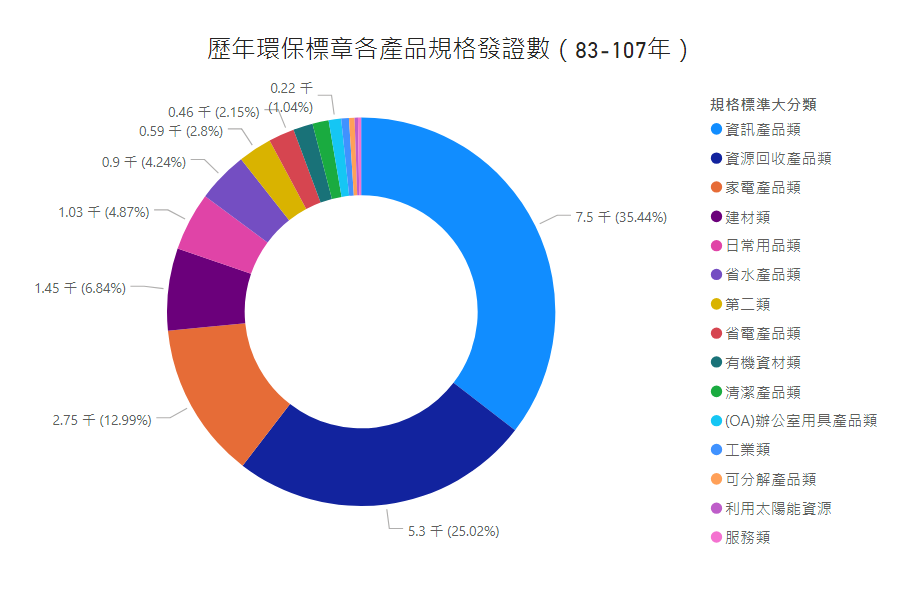 歷年環保標章各產品規格發證數（83-107年）
0.22 千
(1.04%)
0.46 千 (2.15%)
0.59 千 (2.8%)
0.9 千 (4.24%)
1.03 千 (4.87%)
1.45 千 (6.84%)
2.75 千 (12.99%)
5.3 千 (25.02%)
7.5 千 (35.44%)
規格標準大分類
資訊產品類
資源回收產品類
家電產品類
建材類
日常用品類
省水產品類
第二類
省電產品類
有機資材類
清潔產品類
(OA)辦公室用具產品類
工業類
可分解產品類
利用太陽能資源
服務類